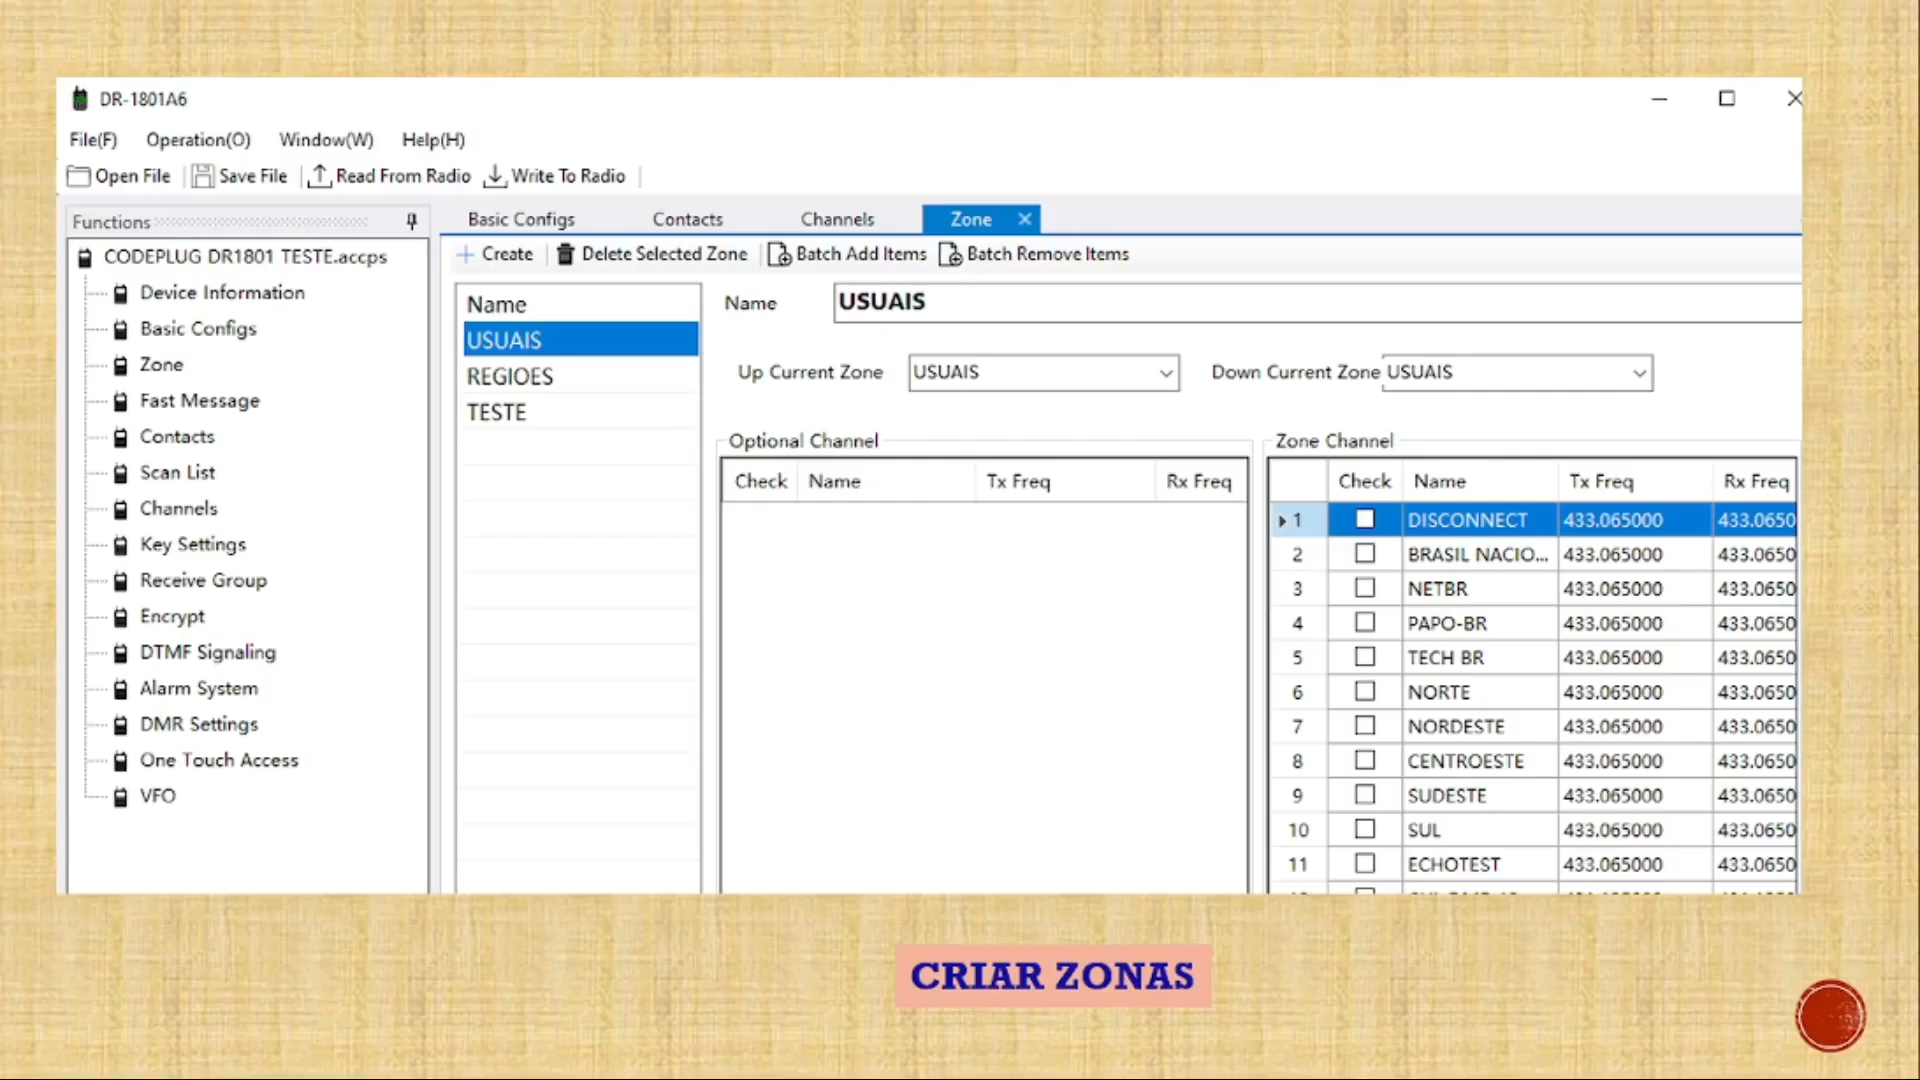 DR-1801A6
File(F) Operation(O) Window(W) Help(H)
Open File Save File Read From Radio Write To Radio
Functions
CODEPLUG DR1801 TESTE.accps
Device Information
Basic Configs
Zone
Fast Message
Contacts
Scan List
Channels
Key Settings
Receive Group
Encrypt
DTMF Signaling
Alarm System
DMR Settings
One Touch Access
VFO
Basic Configs Contacts Channels Zone
Create Delete Selected Zone Batch Add Items Batch Remove Items
Name
USUAIS
REGIOES
TESTE
Name USUAIS
Up Current Zone USUAIS Down Current Zone USUAIS
Optional Channel
Check Name Tx Freq Rx Freq
Zone Channel
Check Name Tx Freq Rx Freq
1 DISCONNECT 433.065000 433.0650
2 BRASIL NACIO... 433.065000 433.0650
3 NETBR 433.065000 433.0650
4 PAPO-BR 433.065000 433.0650
5 TECH BR 433.065000 433.0650
6 NORTE 433.065000 433.0650
7 NORDESTE 433.065000 433.0650
8 CENTROESTE 433.065000 433.0650
9 SUDESTE 433.065000 433.0650
10 SUL 433.065000 433.0650
11 ECHOTEST 433.065000 433.0650
CRIAR ZONAS